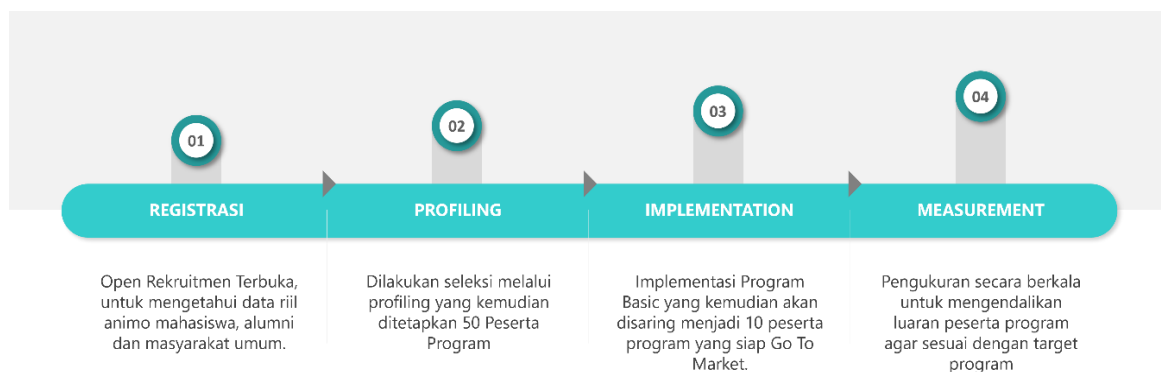 01
02
03
04
REGISTRASI
PROFILING
IMPLEMENTATION
MEASUREMENT
Open Rekruitmen Terbuka,
untuk mengetahui data riil
animo mahasiswa, alumni
dan masyarakat umum.
Dilakukan seleksi melalui
profiling yang kemudian
ditetapkan 50 Peserta
Program
Implementasi Program
Basic yang kemudian akan
disaring menjadi 10 peserta
program yang siap Go To
Market.
Pengukuran secara berkala
untuk mengendalikan
luaran peserta program
agar sesuai dengan target
program